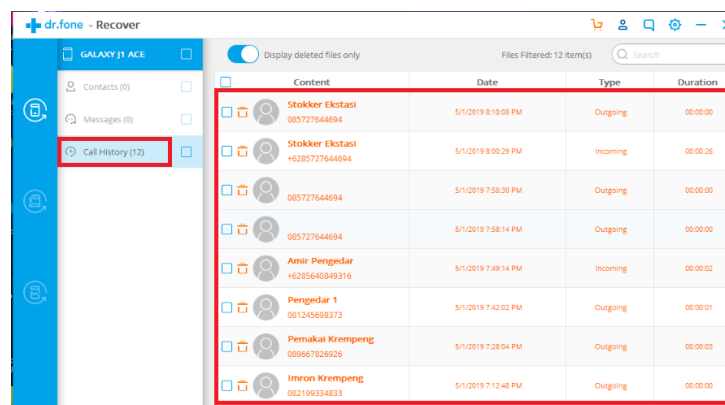 dr.fone - Recover
GALAXY J1 ACE
Contacts (0)
Messages (0)
Call History (12)
Display deleted files only
Files Filtered: 12 item(s)
Search
Content Date Type Duration
Stokker Ekstasi
085727644694
5/1/2019 8:10:08 PM Outgoing 00:00:00
Stokker Ekstasi
+6285727644694
5/1/2019 8:00:29 PM Incoming 00:00:26
085727644694
5/1/2019 7:58:30 PM Outgoing 00:00:00
085727644694
5/1/2019 7:58:14 PM Outgoing 00:00:00
Amir Pengedar
+6285640849316
5/1/2019 7:49:14 PM Incoming 00:00:02
Pengedar 1
081245698373
5/1/2019 7:42:02 PM Outgoing 00:00:01
Pemakai Krempeng
089667826926
5/1/2019 7:28:04 PM Outgoing 00:00:03
Imron Krempeng
082199334833
5/1/2019 7:12:48 PM Outgoing 00:00:00